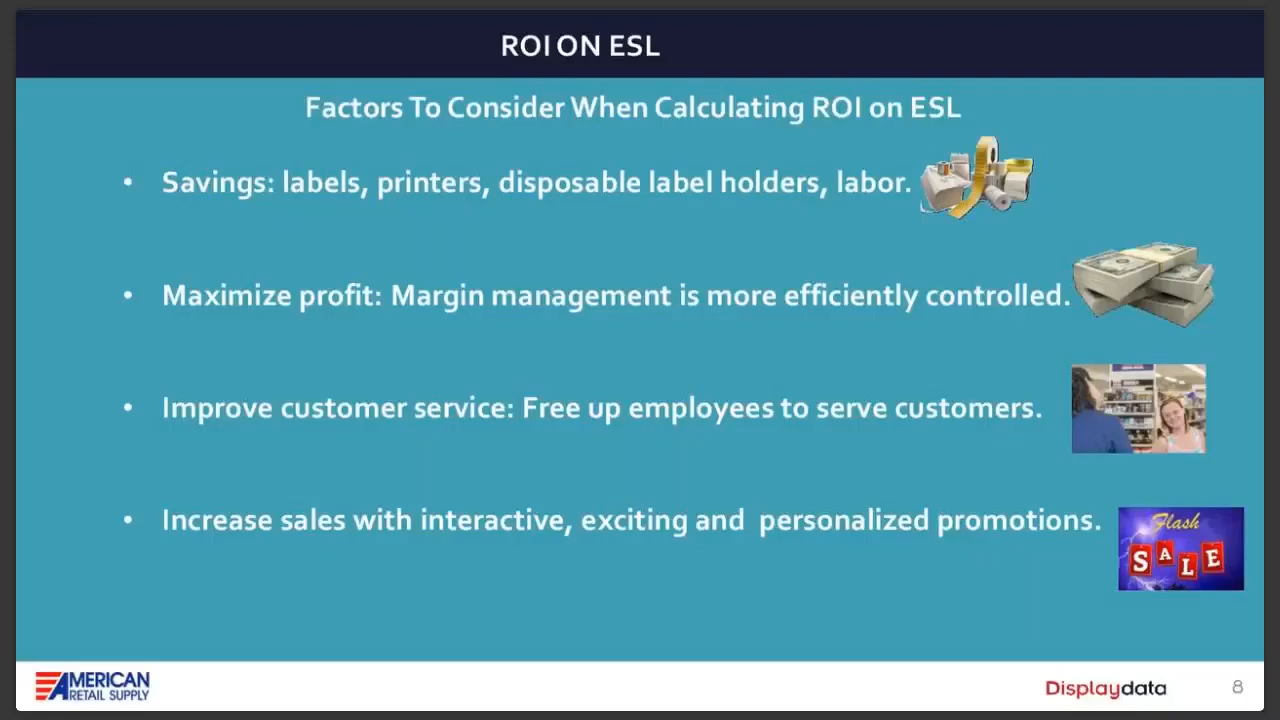 ROI ON ESL
Factors To Consider When Calculating ROI on ESL
• Savings: labels, printers, disposable label holders, labor.
• Maximize profit: Margin management is more efficiently controlled.
• Improve customer service: Free up employees to serve customers.
• Increase sales with interactive, exciting and personalized promotions.
Flash
SALE
AMERICAN
RETAIL SUPPLY
Displaydata
8